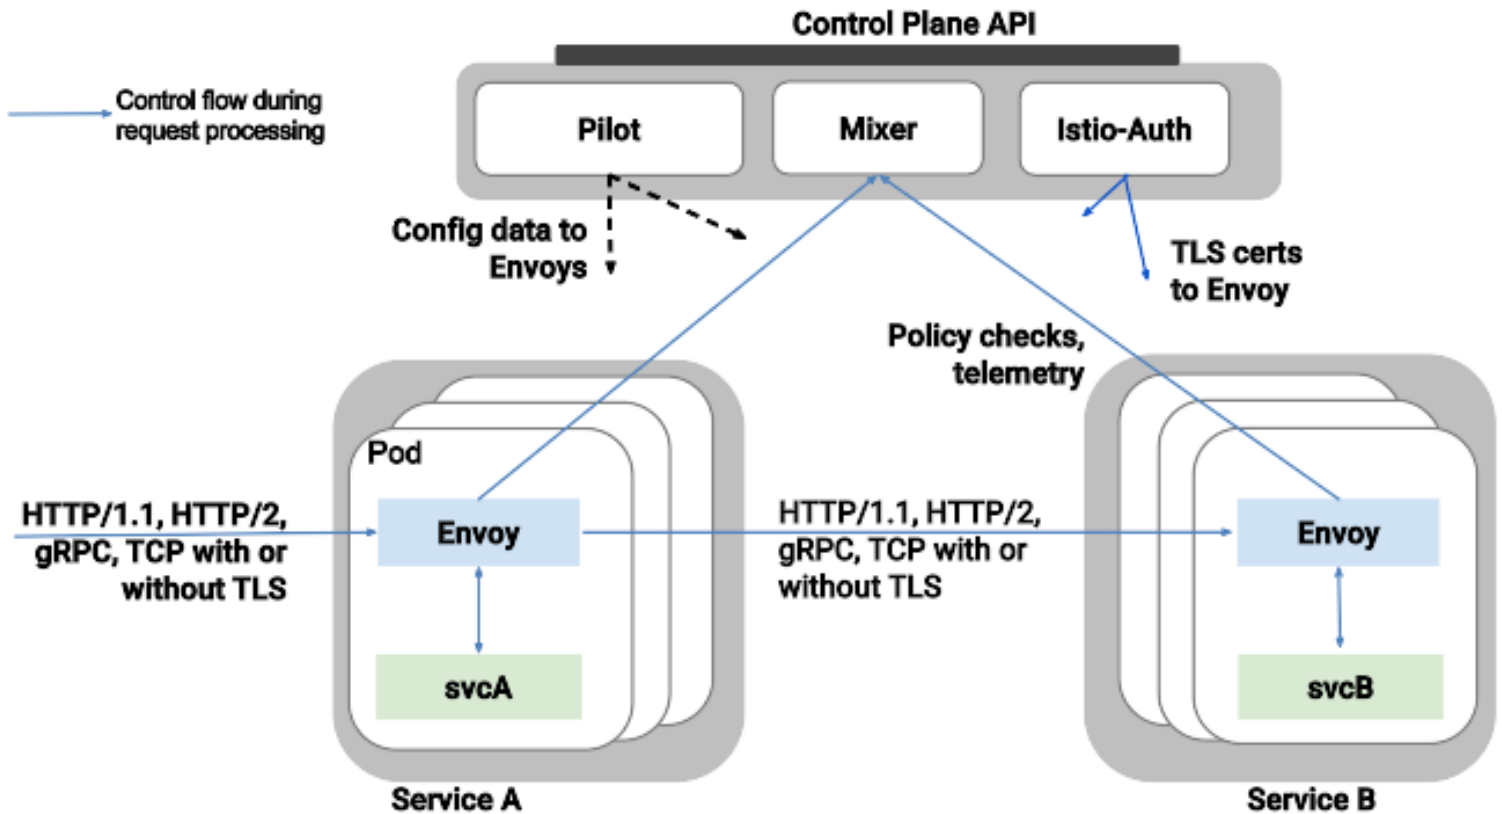 Control Plane API
Control flow during
request processing
Pilot
Mixer
Istio-Auth
Config data to
Envoys
TLS certs
to Envoy
Policy checks,
telemetry
Pod
HTTP/1.1, HTTP/2,
gRPC, TCP with or
without TLS
Envoy
HTTP/1.1, HTTP/2,
gRPC, TCP with or
without TLS
Envoy
svcA
svcB
Service A
Service B